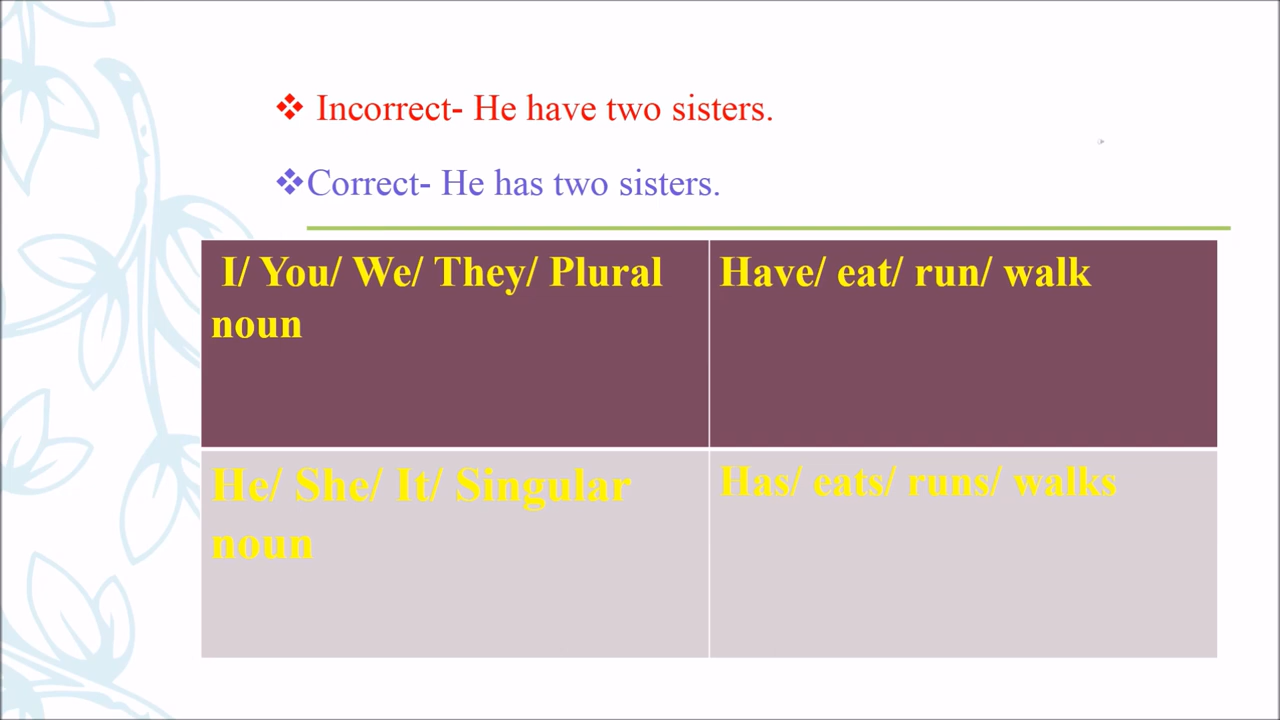 ❖ Incorrect- He have two sisters.
❖Correct- He has two sisters.
I/ You/ We/ They/ Plural
noun
Have/ eat/ run/ walk
He/ She/ It/ Singular
noun
Has/ eats/ runs/ walks